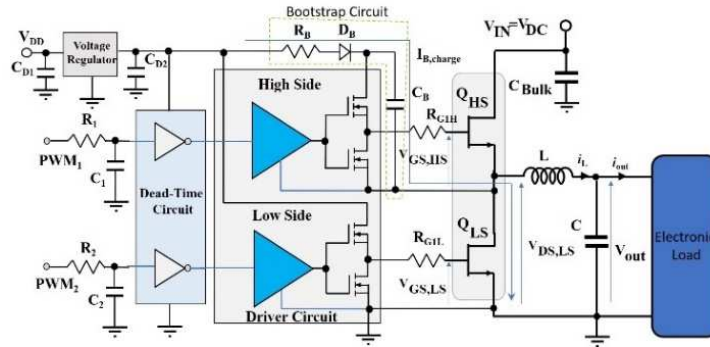 Bootstrap Circuit
R_B D_B
V_IN=V_DC
V_DD
Voltage
Regulator
C_D1
C_D2
I_B,charge
High Side
C_B
C_Bulk
Q_HS
R_1
R_G1H
PWM_1
C_1
V_GS,HS
L
i_L
i_out
Dead-Time
Circuit
Low Side
Q_LS
R_2
R_G1L
C
Electronic
Load
V_DS,LS
V_out
PWM_2
C_2
V_GS,LS
Driver Circuit